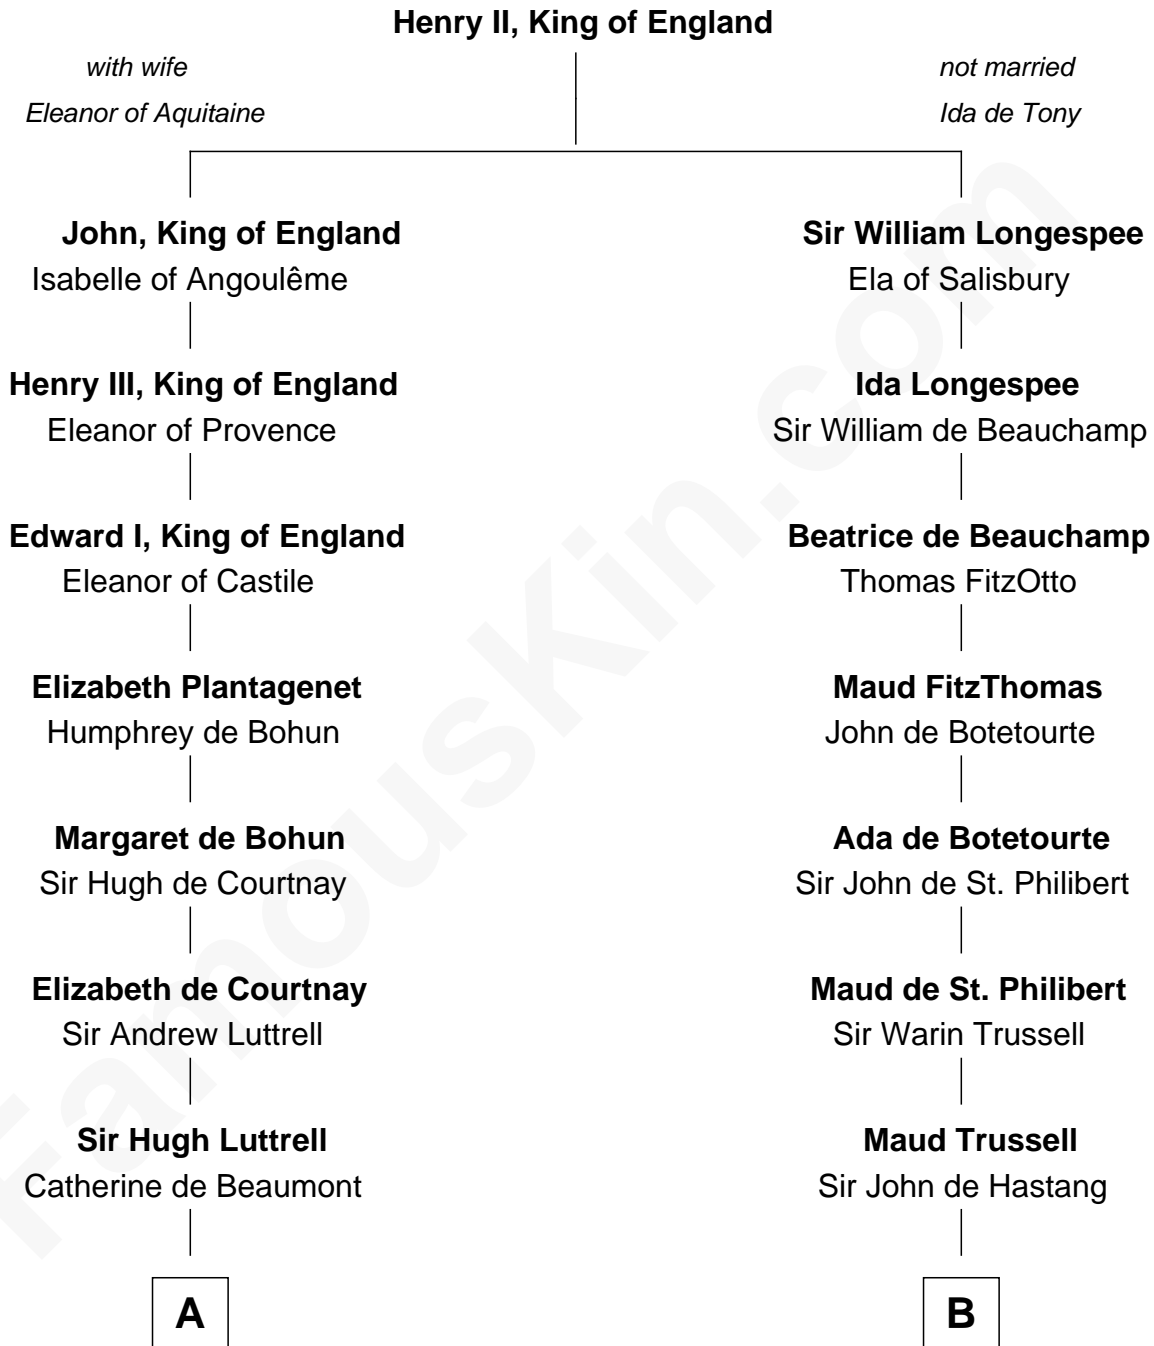 Henry II, King of England
with wife
Eleanor of Aquitaine
not married
Ida de Tony
John, King of England
Isabelle of Angoulême
Sir William Longespee
Ela of Salisbury
Henry III, King of England
Eleanor of Provence
Ida Longespee
Sir William de Beauchamp
Edward I, King of England
Eleanor of Castile
Beatrice de Beauchamp
Thomas FitzOtto
Elizabeth Plantagenet
Humphrey de Bohun
Maud FitzThomas
John de Botetourte
Margaret de Bohun
Sir Hugh de Courtnay
Ada de Botetourte
Sir John de St. Philibert
Elizabeth de Courtnay
Sir Andrew Luttrell
Maud de St. Philibert
Sir Warin Trussell
Sir Hugh Luttrell
Catherine de Beaumont
Maud Trussell
Sir John de Hastang
A
B
FamousKin.com